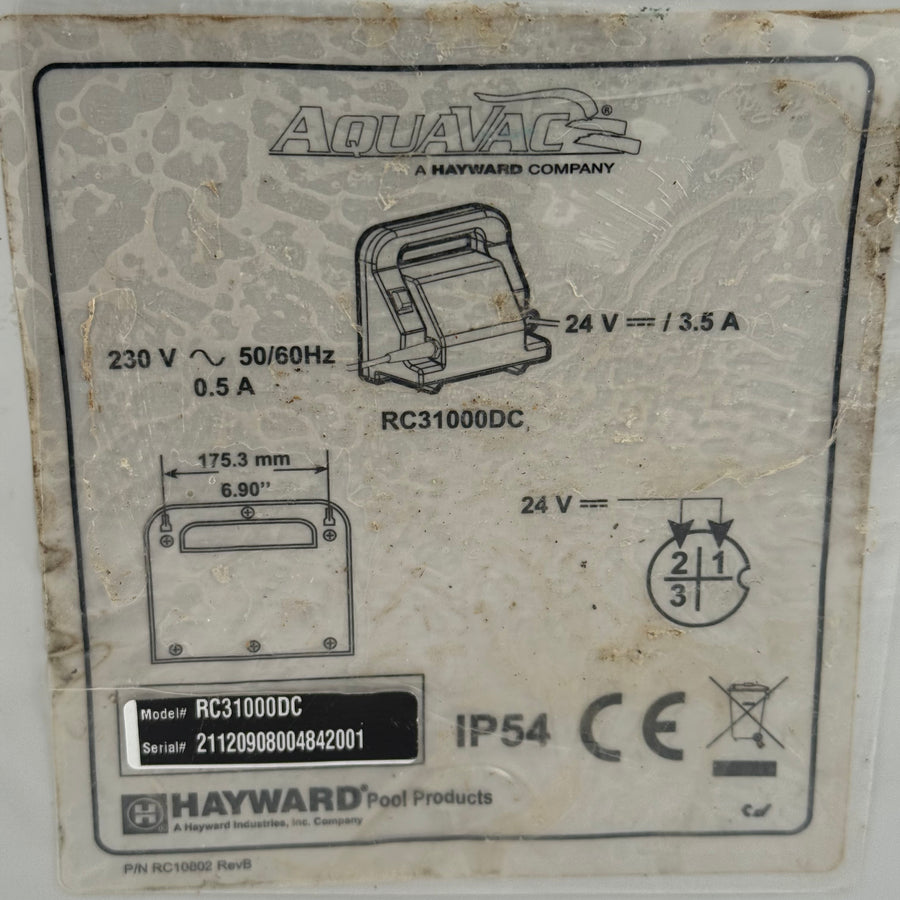 AQUAVAC®
A HAYWARD COMPANY
24 V ⎓ / 3.5 A
230 V ∿ 50/60Hz
0.5 A
RC31000DC
175.3 mm
6.90"
24 V ⎓
2 1
3
Model# RC31000DC
Serial# 21120908004842001
IP54 CE
HAYWARD® Pool Products
A Hayward Industries, Inc. Company
P/N RC10802 RevB